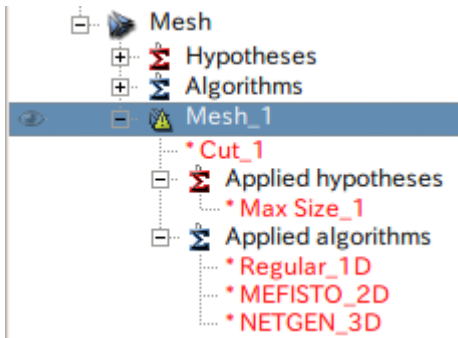 Mesh
Hypotheses
Algorithms
Mesh_1
* Cut_1
Applied hypotheses
* Max Size_1
Applied algorithms
* Regular_1D
* MEFISTO_2D
* NETGEN_3D